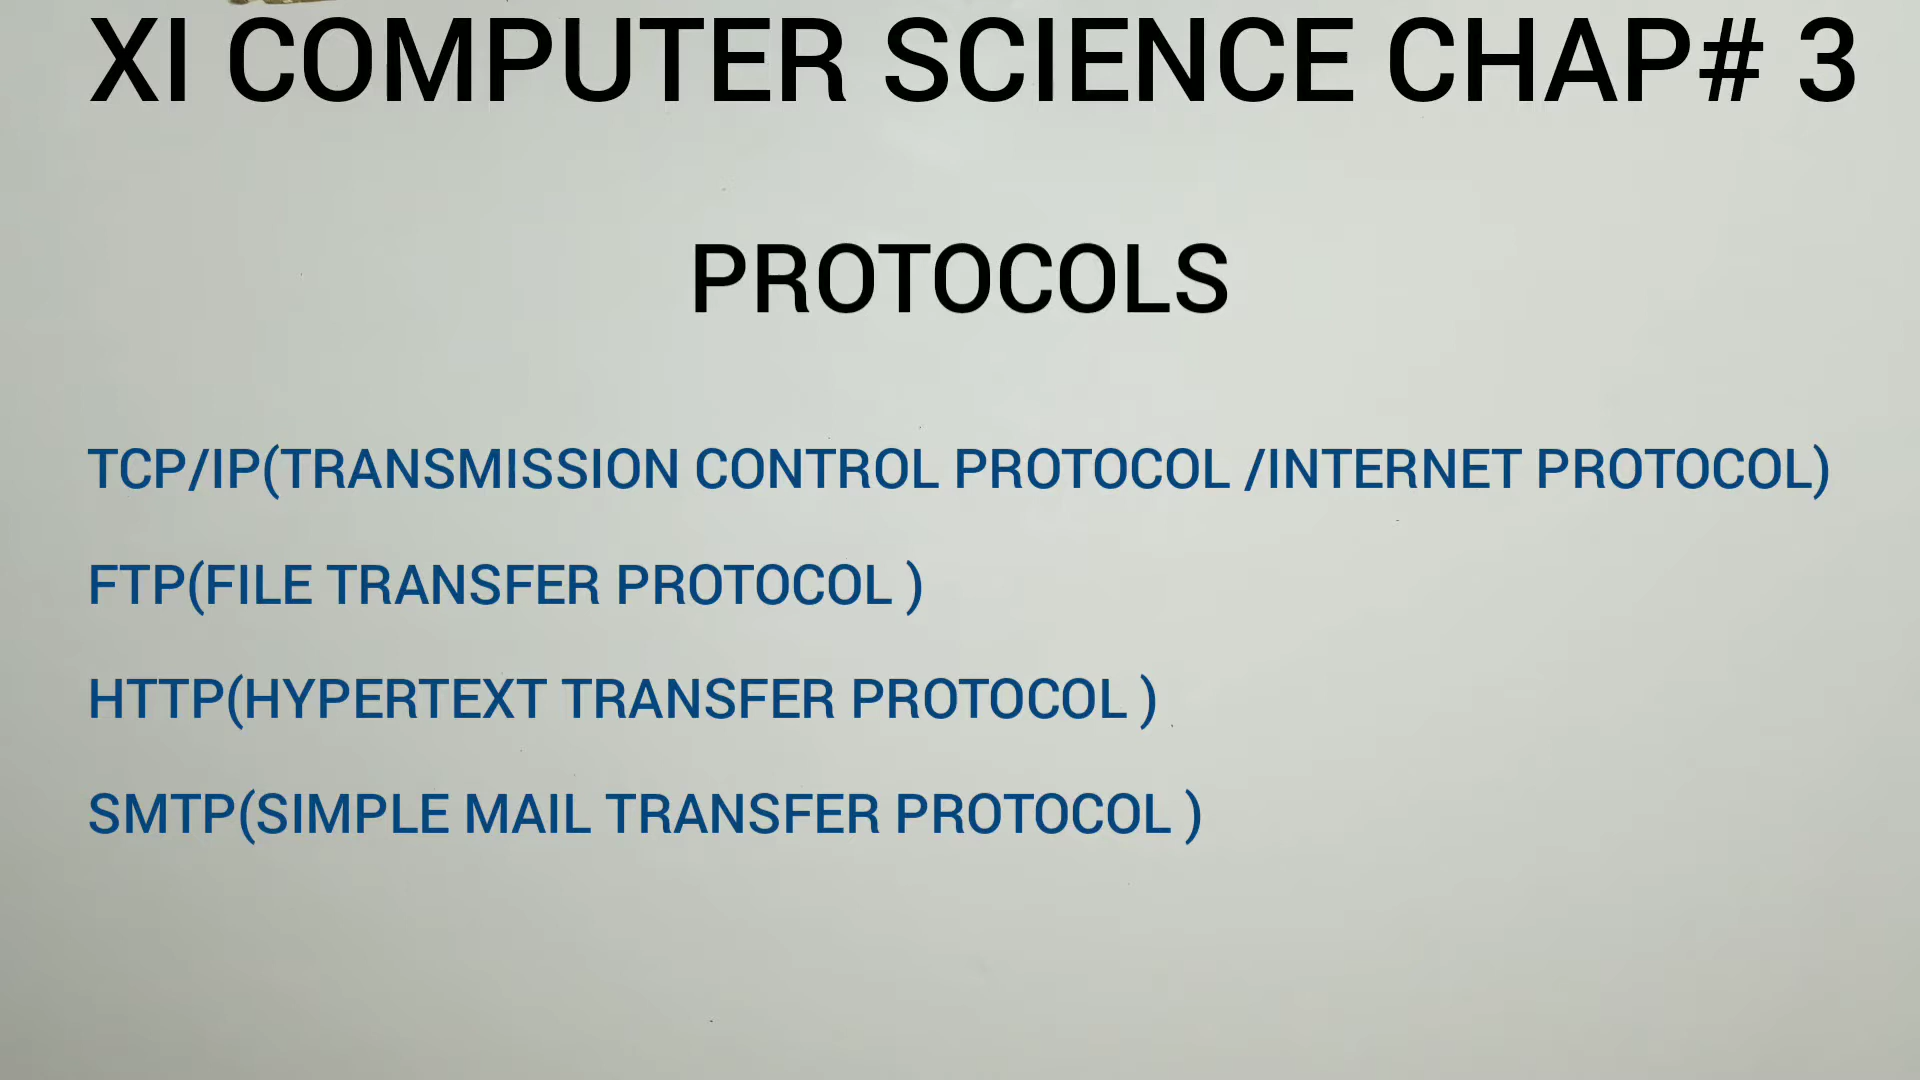 XI COMPUTER SCIENCE CHAP# 3
PROTOCOLS
TCP/IP(TRANSMISSION CONTROL PROTOCOL /INTERNET PROTOCOL)
FTP(FILE TRANSFER PROTOCOL )
HTTP(HYPERTEXT TRANSFER PROTOCOL )
SMTP(SIMPLE MAIL TRANSFER PROTOCOL )